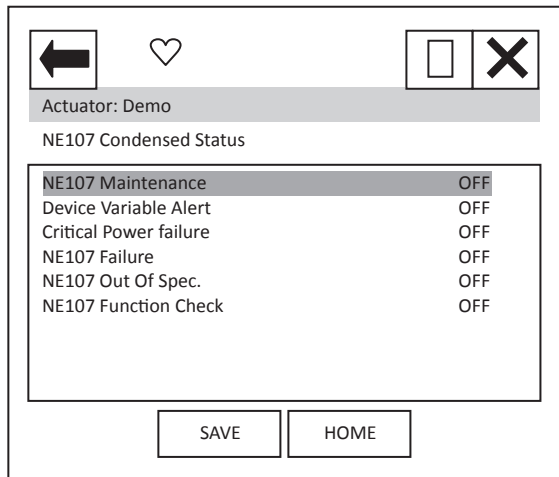 Actuator: Demo
NE107 Condensed Status
NE107 Maintenance OFF
Device Variable Alert OFF
Critical Power failure OFF
NE107 Failure OFF
NE107 Out Of Spec. OFF
NE107 Function Check OFF
SAVE HOME